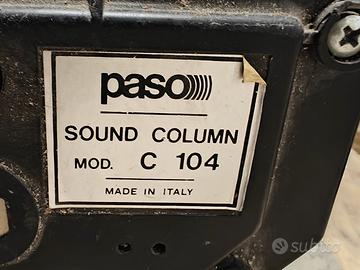 paso
SOUND COLUMN
MOD. C 104
MADE IN ITALY
subito